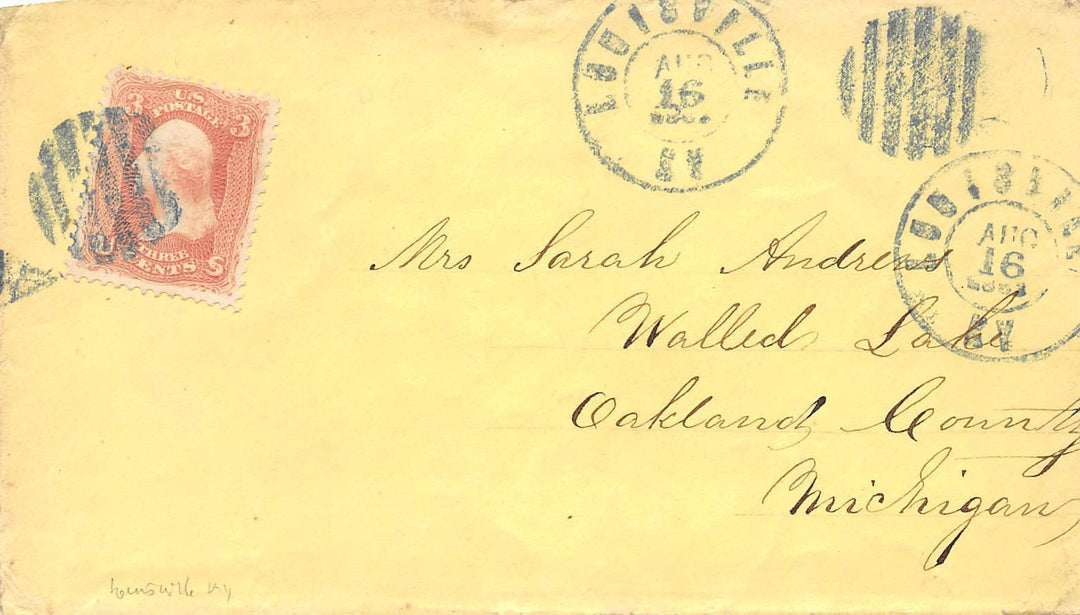 LOUISVILLE
AUG
16
KY
LOUISVILLE
AUG
16
KY
3 U.S. 3
POSTAGE
THREE
CENTS
Mrs Sarah Andrews
Walled Lake
Oakland County
Michigan
Louisville Ky